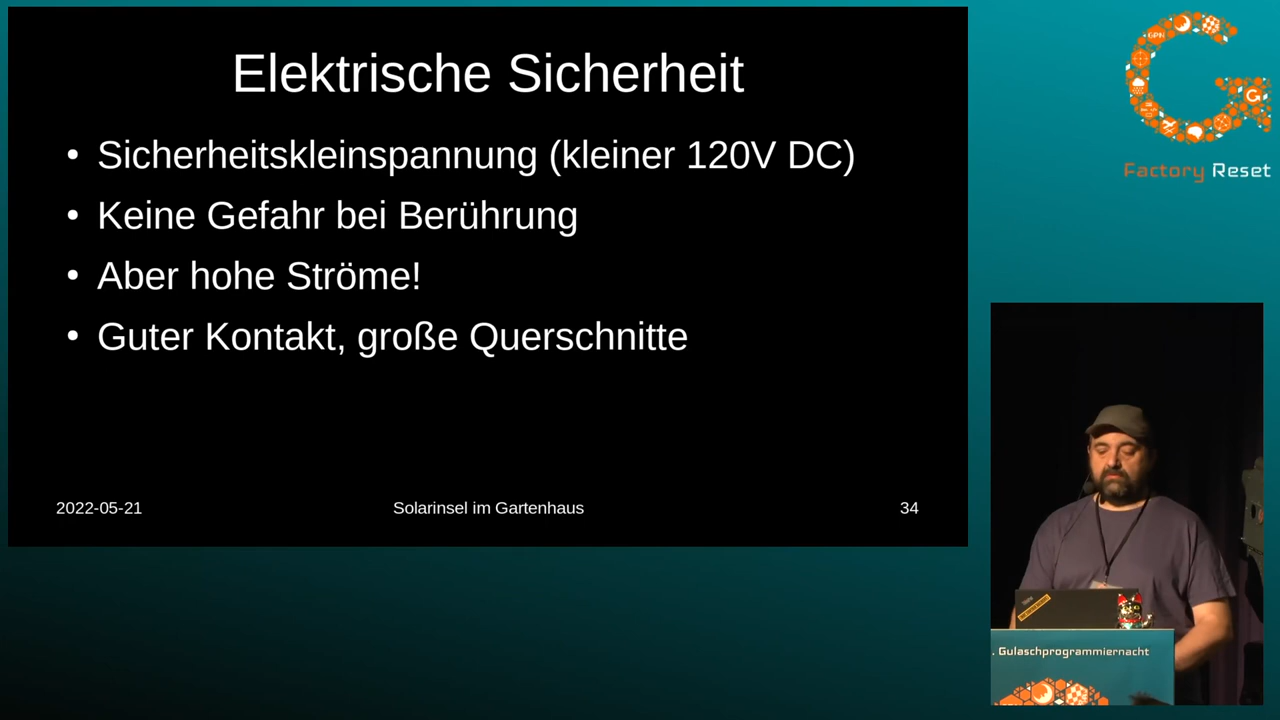 Elektrische Sicherheit
• Sicherheitskleinspannung (kleiner 120V DC)
• Keine Gefahr bei Berührung
• Aber hohe Ströme!
• Guter Kontakt, große Querschnitte
2022-05-21 Solarinsel im Gartenhaus 34
GPN
Factory Reset
. Gulaschprogrammiernacht